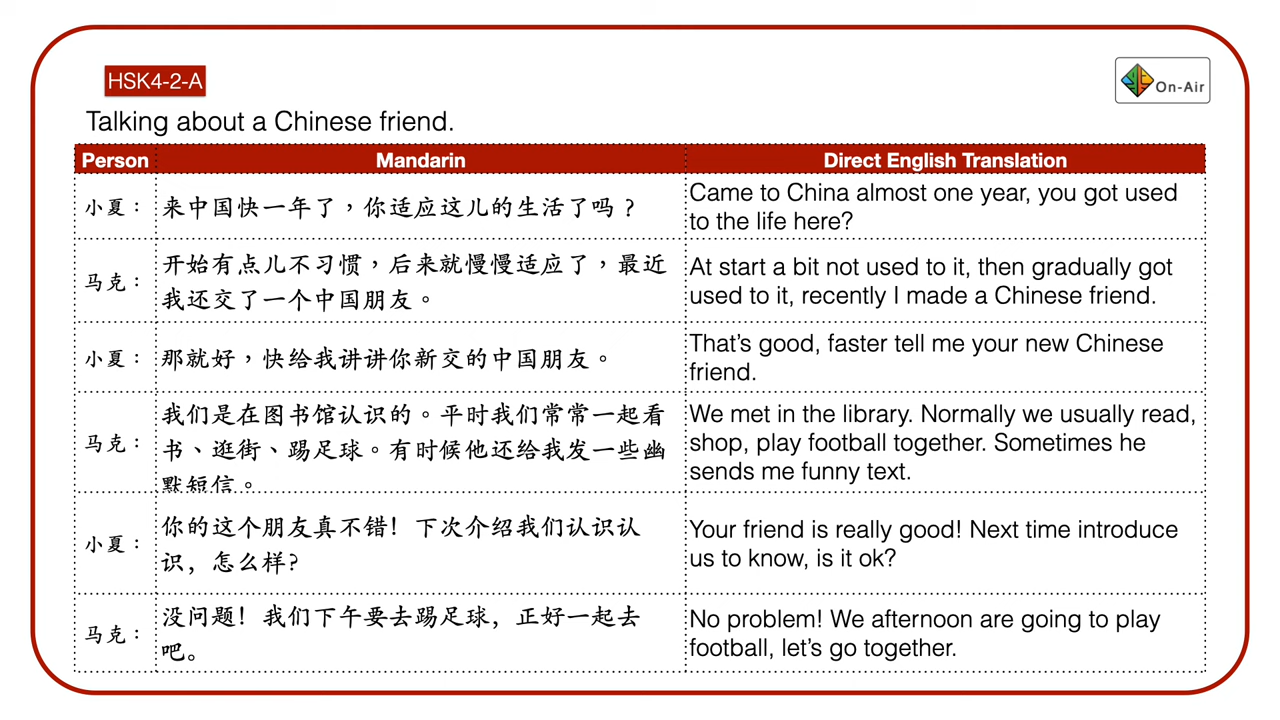 HSK4-2-A
On-Air
Talking about a Chinese friend.
Person Mandarin Direct English Translation
小夏： 来中国快一年了，你适应这儿的生活了吗？
Came to China almost one year, you got used
to the life here?
马克： 开始有点儿不习惯，后来就慢慢适应了，最近
我还交了一个中国朋友。
At start a bit not used to it, then gradually got
used to it, recently I made a Chinese friend.
小夏： 那就好，快给我讲讲你新交的中国朋友。
That’s good, faster tell me your new Chinese
friend.
马克： 我们是在图书馆认识的。平时我们常常一起看
书、逛街、踢足球。有时候他还给我发一些幽
默短信。
We met in the library. Normally we usually read,
shop, play football together. Sometimes he
sends me funny text.
小夏： 你的这个朋友真不错！下次介绍我们认识认
识，怎么样?
Your friend is really good! Next time introduce
us to know, is it ok?
马克： 没问题！我们下午要去踢足球，正好一起去
吧。
No problem! We afternoon are going to play
football, let’s go together.